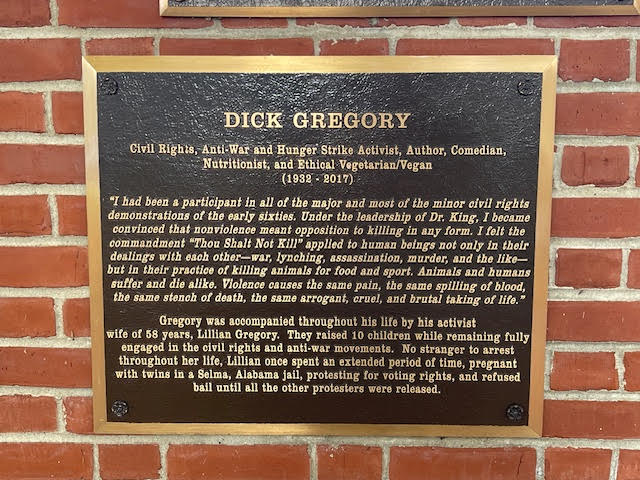 DICK GREGORY
Civil Rights, Anti-War and Hunger Strike Activist, Author, Comedian,
Nutritionist, and Ethical Vegetarian/Vegan
(1932 - 2017)
"I had been a participant in all of the major and most of the minor civil rights
demonstrations of the early sixties. Under the leadership of Dr. King, I became
convinced that nonviolence meant opposition to killing in any form. I felt the
commandment "Thou Shalt Not Kill" applied to human beings not only in their
dealings with each other—war, lynching, assassination, murder, and the like—
but in their practice of killing animals for food and sport. Animals and humans
suffer and die alike. Violence causes the same pain, the same spilling of blood,
the same stench of death, the same arrogant, cruel, and brutal taking of life."
Gregory was accompanied throughout his life by his activist
wife of 58 years, Lillian Gregory. They raised 10 children while remaining fully
engaged in the civil rights and anti-war movements. No stranger to arrest
throughout her life, Lillian once spent an extended period of time, pregnant
with twins in a Selma, Alabama jail, protesting for voting rights, and refused
bail until all the other protesters were released.